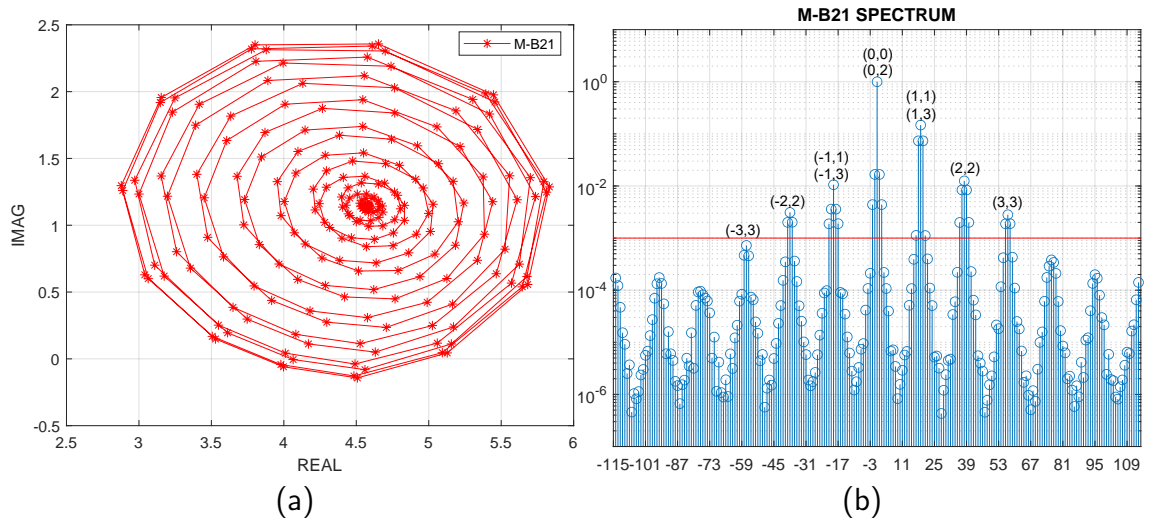 M-B21
2.5
2
1.5
1
0.5
0
-0.5
IMAG
2.5 3 3.5 4 4.5 5 5.5 6
REAL
(a)
M-B21 SPECTRUM
(0,0)
(0,2)
(1,1)
(1,3)
(-1,1)
(-1,3)
(2,2)
(-2,2)
(3,3)
(-3,3)
10^0
10^-2
10^-4
10^-6
-115 -101 -87 -73 -59 -45 -31 -17 -3 11 25 39 53 67 81 95 109
(b)